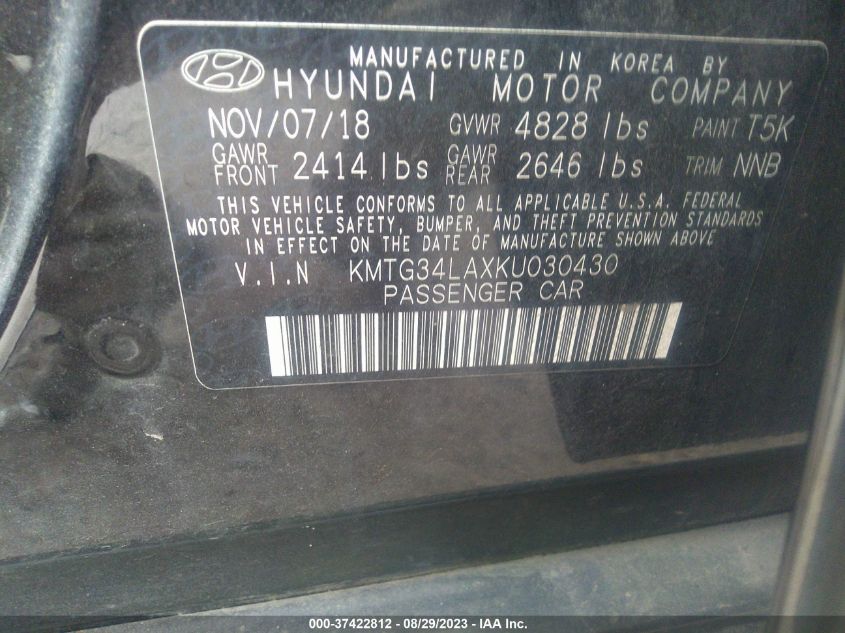 MANUFACTURED IN KOREA BY
HYUNDAI MOTOR COMPANY
NOV/07/18 GVWR 4828 lbs PAINT T5K
GAWR FRONT 2414 lbs GAWR REAR 2646 lbs TRIM NNB
THIS VEHICLE CONFORMS TO ALL APPLICABLE U.S.A. FEDERAL
MOTOR VEHICLE SAFETY, BUMPER, AND THEFT PREVENTION STANDARDS
IN EFFECT ON THE DATE OF MANUFACTURE SHOWN ABOVE
V.I.N KMTG34LAXKU030430
PASSENGER CAR
000-37422812 - 08/29/2023 - IAA Inc.